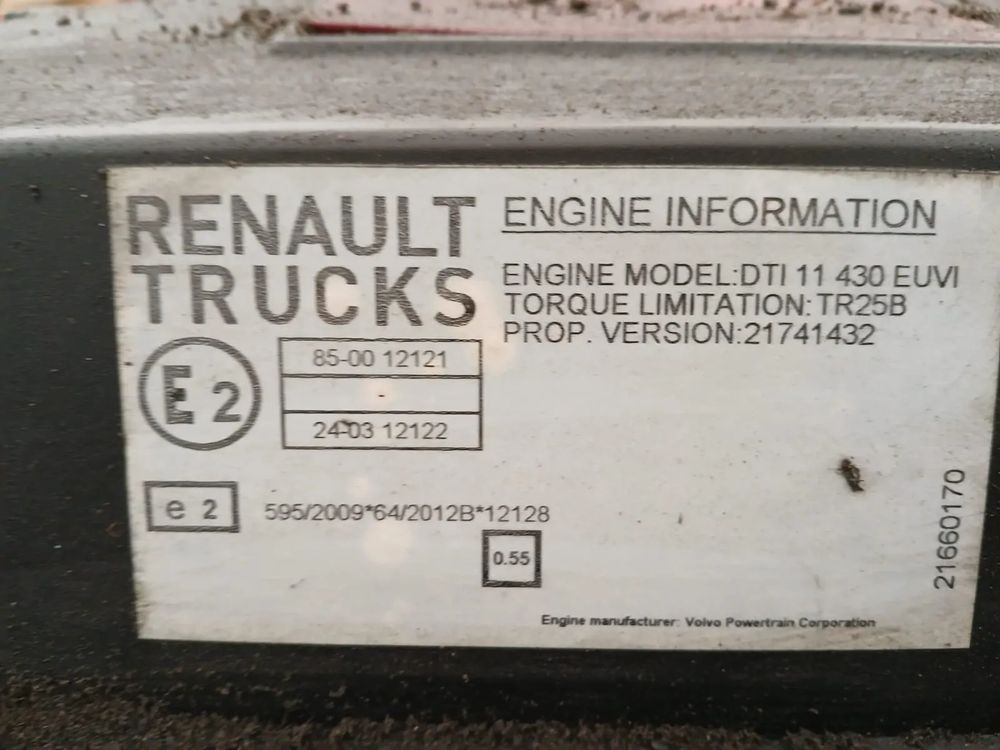 RENAULT
TRUCKS
ENGINE INFORMATION
ENGINE MODEL:DTI 11 430 EUVI
TORQUE LIMITATION: TR25B
PROP. VERSION:21741432
E 2
85-00 12121
-
24-03 12122
e 2
595/2009*64/2012B*12128
0.55
21660170
Engine manufacturer: Volvo Powertrain Corporation